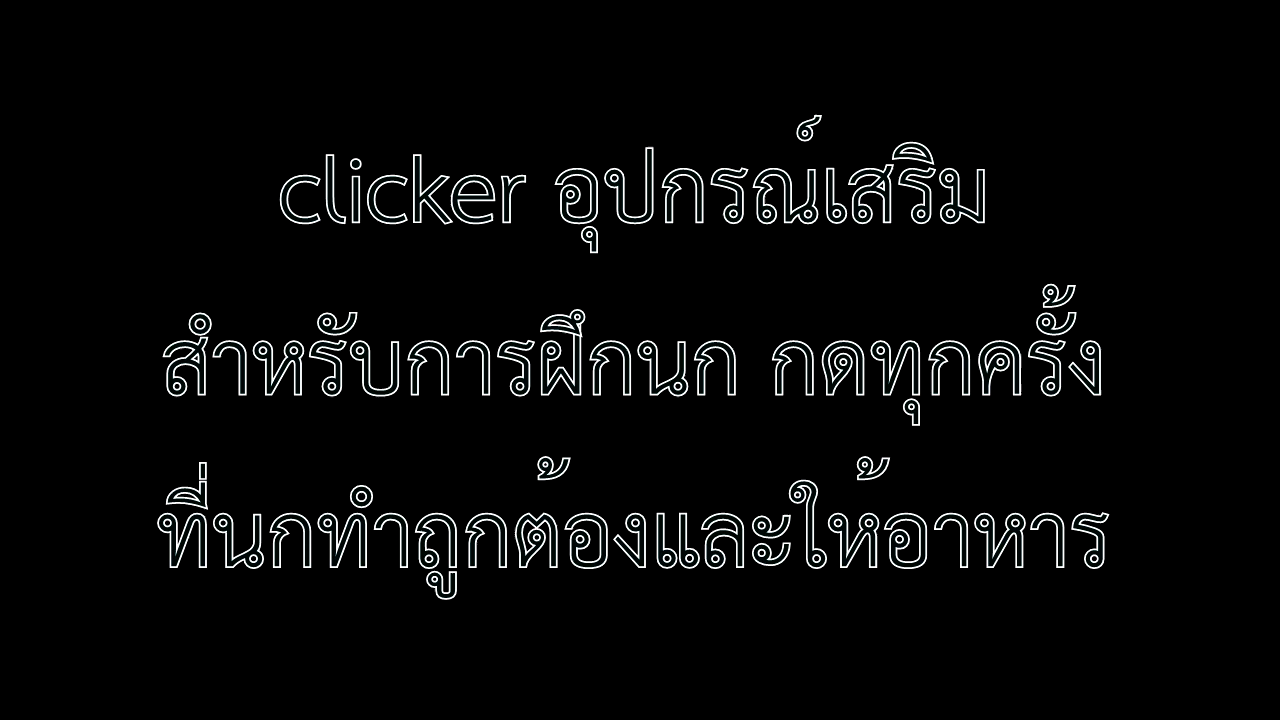 clicker อุปกรณ์เสริม
สำหรับการฝึกนก กดทุกครั้ง
ที่นกทำถูกต้องและให้อาหาร